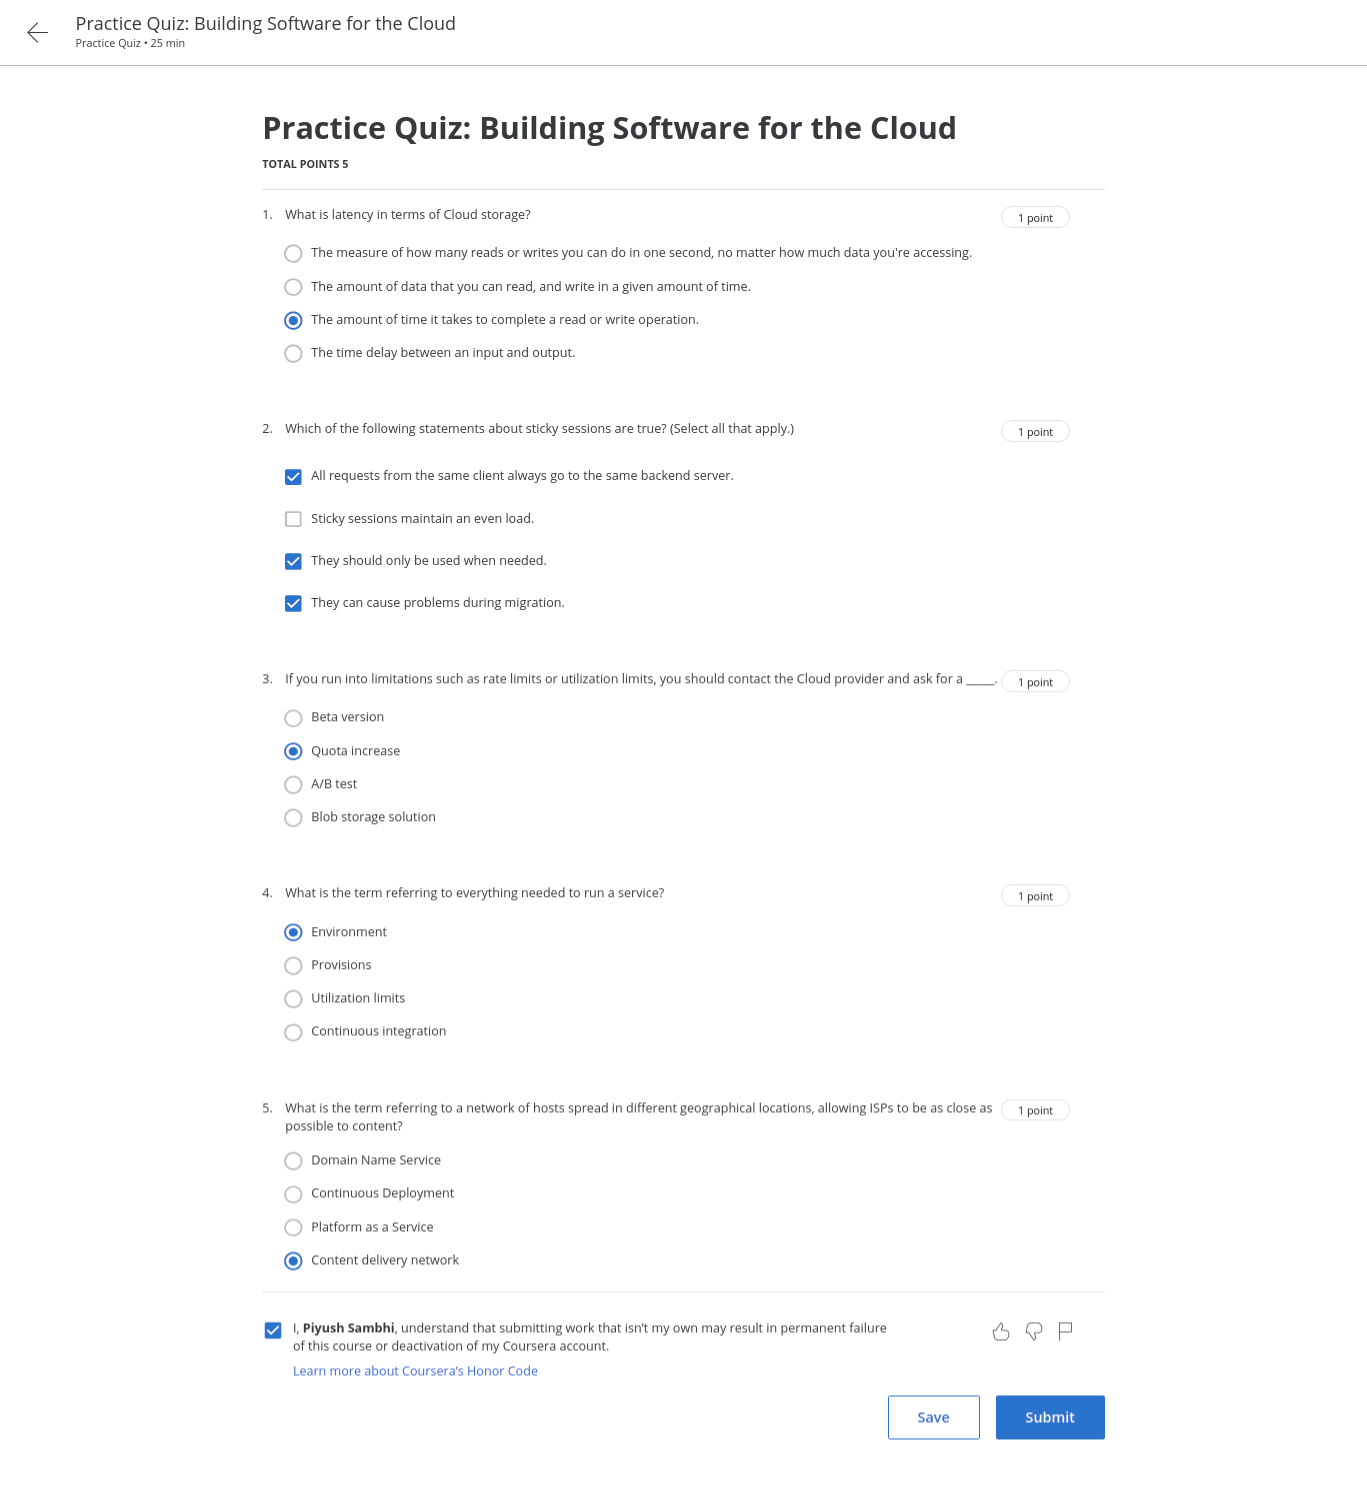 Practice Quiz: Building Software for the Cloud
Practice Quiz • 25 min
Practice Quiz: Building Software for the Cloud
TOTAL POINTS 5
1. What is latency in terms of Cloud storage? 1 point
The measure of how many reads or writes you can do in one second, no matter how much data you're accessing.
The amount of data that you can read, and write in a given amount of time.
The amount of time it takes to complete a read or write operation.
The time delay between an input and output.
2. Which of the following statements about sticky sessions are true? (Select all that apply.) 1 point
All requests from the same client always go to the same backend server.
Sticky sessions maintain an even load.
They should only be used when needed.
They can cause problems during migration.
3. If you run into limitations such as rate limits or utilization limits, you should contact the Cloud provider and ask for a _____. 1 point
Beta version
Quota increase
A/B test
Blob storage solution
4. What is the term referring to everything needed to run a service? 1 point
Environment
Provisions
Utilization limits
Continuous integration
5. What is the term referring to a network of hosts spread in different geographical locations, allowing ISPs to be as close as 1 point
possible to content?
Domain Name Service
Continuous Deployment
Platform as a Service
Content delivery network
I, Piyush Sambhi, understand that submitting work that isn't my own may result in permanent failure
of this course or deactivation of my Coursera account.
Learn more about Coursera's Honor Code
Save Submit